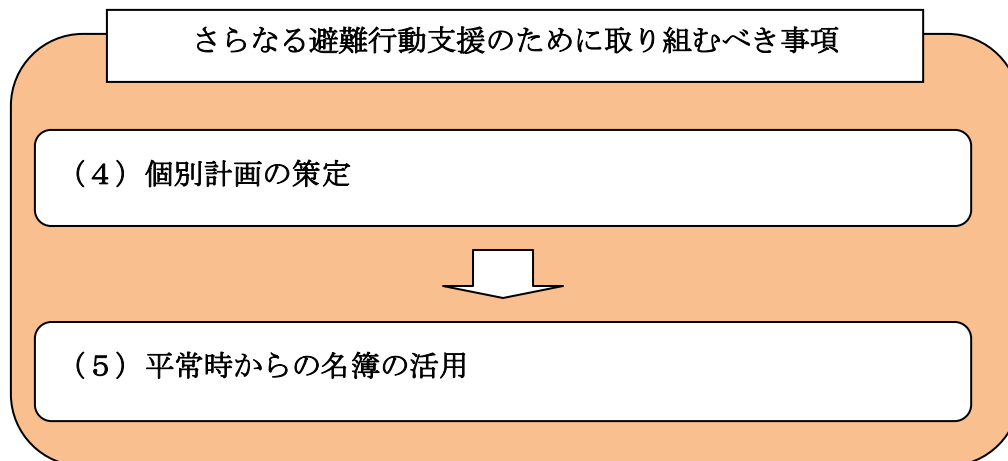 さらなる避難行動支援のために取り組むべき事項
（４）個別計画の策定
（５）平常時からの名簿の活用